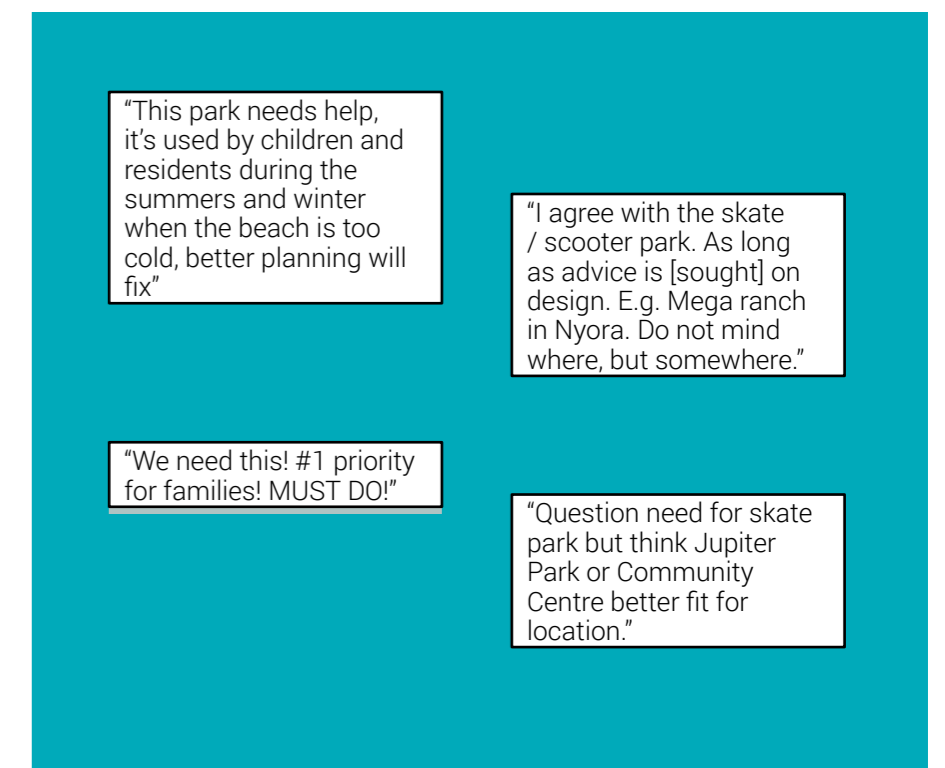 “This park needs help,
it’s used by children and
residents during the
summers and winter
when the beach is too
cold, better planning will
fix”
“I agree with the skate
/ scooter park. As long
as advice is [sought] on
design. E.g. Mega ranch
in Nyora. Do not mind
where, but somewhere.”
“We need this! #1 priority
for families! MUST DO!”
“Question need for skate
park but think Jupiter
Park or Community
Centre better fit for
location.”